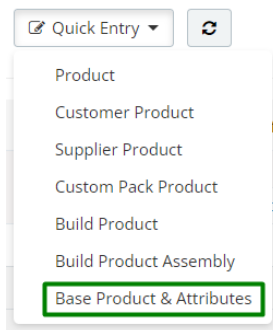 Quick Entry
Product
Customer Product
Supplier Product
Custom Pack Product
Build Product
Build Product Assembly
Base Product & Attributes